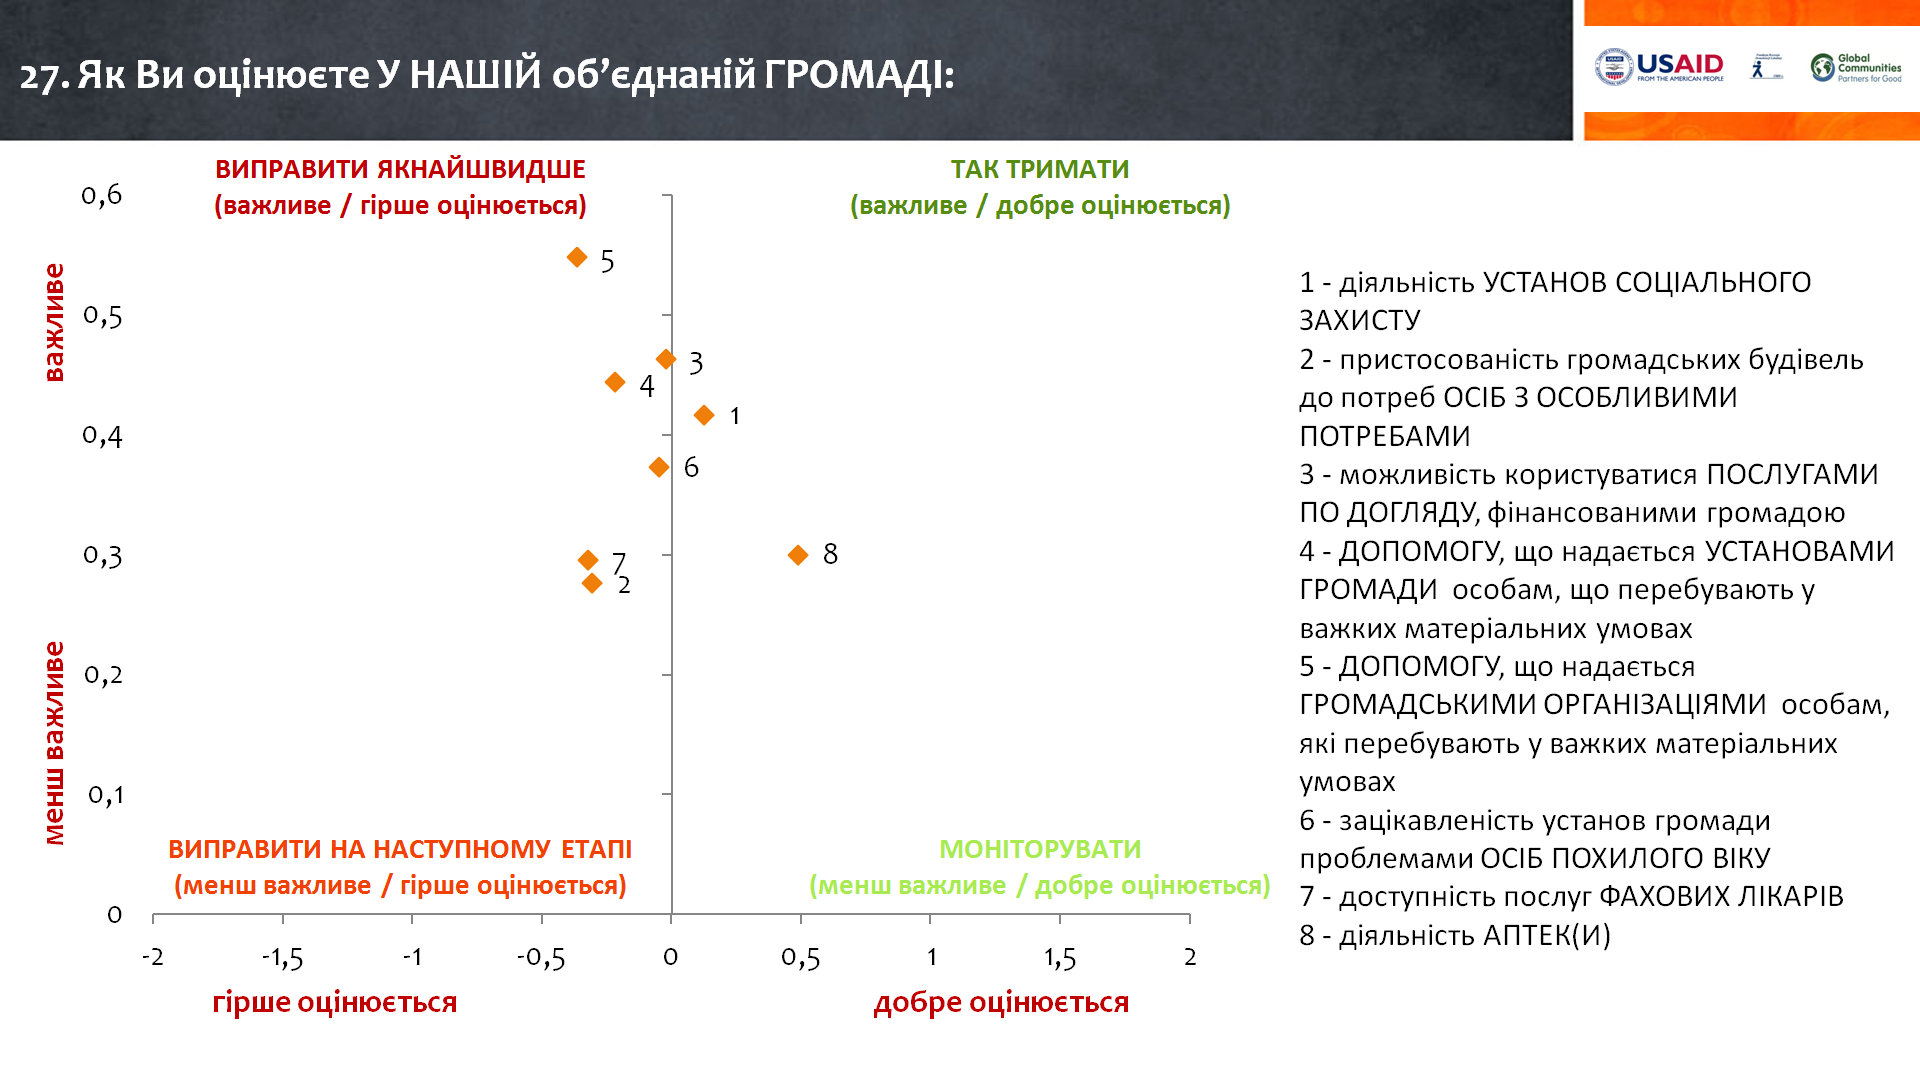 27. Як Ви оцінюєте У НАШІЙ об’єднаній ГРОМАДІ:
USAID
FROM THE AMERICAN PEOPLE
Global
Communities
Partners for Good
ВИПРАВИТИ ЯКНАЙШВИДШЕ
(важливе / гірше оцінюється)
ТАК ТРИМАТИ
(важливе / добре оцінюється)
0,6
0,5
0,4
0,3
0,2
0,1
0
важливе
менш важливе
5
3
4
1
6
7
2
8
ВИПРАВИТИ НА НАСТУПНОМУ ЕТАПІ
(менш важливе / гірше оцінюється)
МОНІТОРУВАТИ
(менш важливе / добре оцінюється)
-2
-1,5
-1
-0,5
0
0,5
1
1,5
2
гірше оцінюється
добре оцінюється
1 - діяльність УСТАНОВ СОЦІАЛЬНОГО
ЗАХИСТУ
2 - пристосованість громадських будівель
до потреб ОСІБ З ОСОБЛИВИМИ
ПОТРЕБАМИ
3 - можливість користуватися ПОСЛУГАМИ
ПО ДОГЛЯДУ, фінансованими громадою
4 - ДОПОМОГУ, що надається УСТАНОВАМИ
ГРОМАДИ особам, що перебувають у
важких матеріальних умовах
5 - ДОПОМОГУ, що надається
ГРОМАДСЬКИМИ ОРГАНІЗАЦІЯМИ особам,
які перебувають у важких матеріальних
умовах
6 - зацікавленість установ громади
проблемами ОСІБ ПОХИЛОГО ВІКУ
7 - доступність послуг ФАХОВИХ ЛІКАРІВ
8 - діяльність АПТЕК(И)